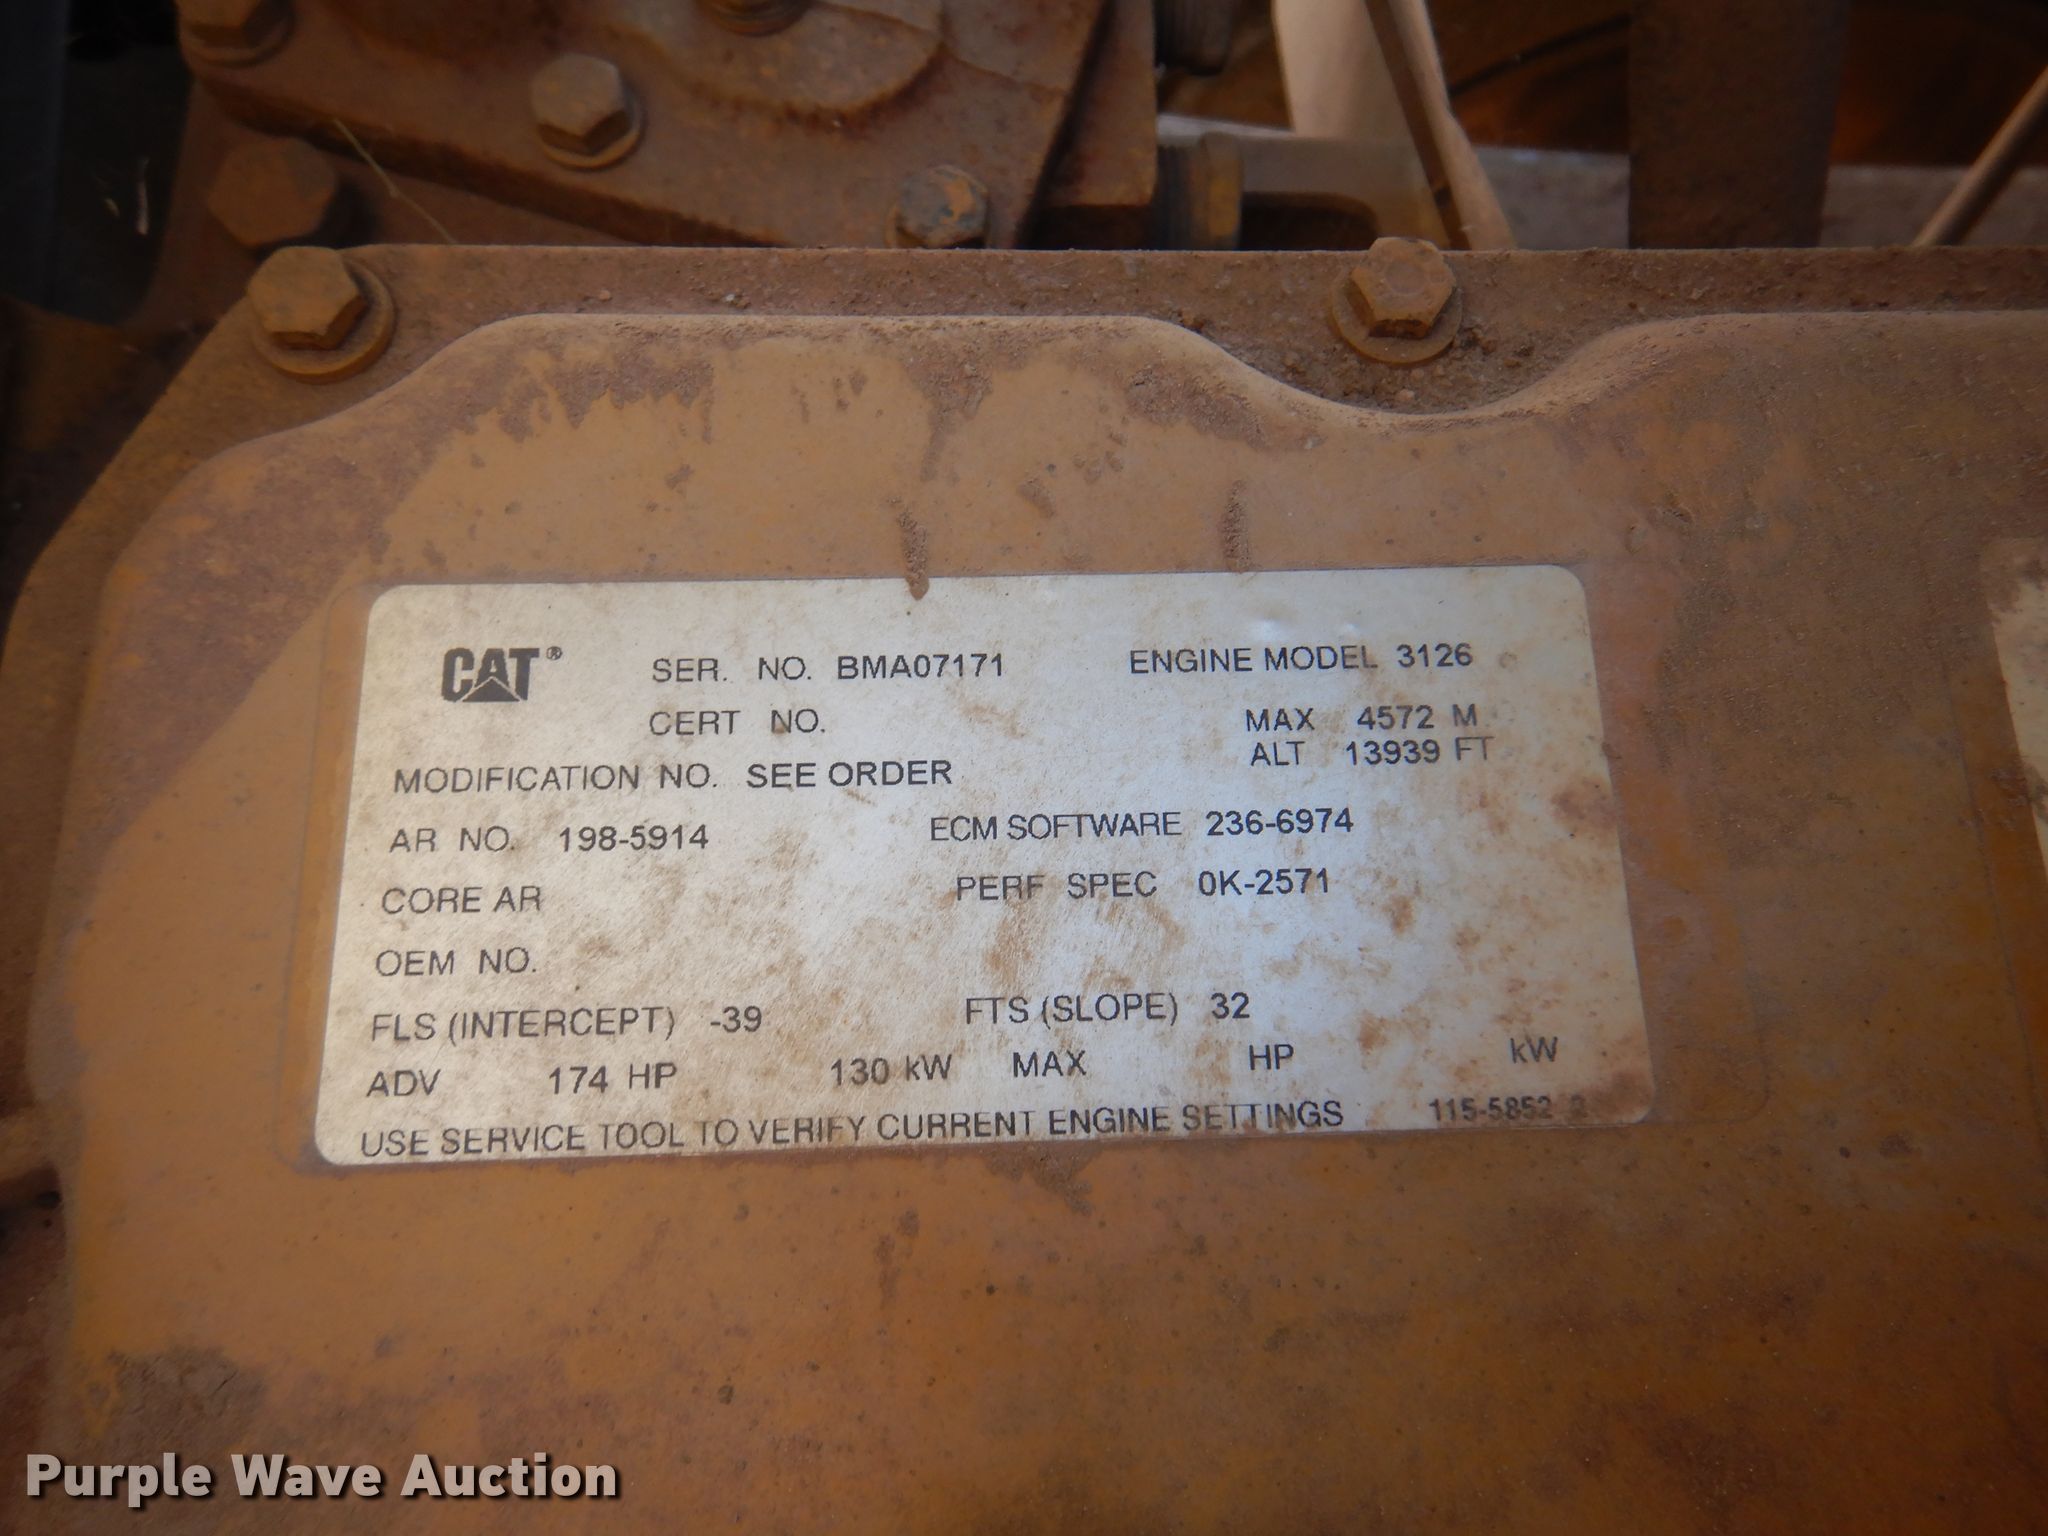 CAT® SER. NO. BMA07171 ENGINE MODEL 3126
CERT NO. MAX 4572 M
ALT 13939 FT
MODIFICATION NO. SEE ORDER
AR NO. 198-5914 ECM SOFTWARE 236-6974
CORE AR PERF SPEC 0K-2571
OEM NO.
FLS (INTERCEPT) -39 FTS (SLOPE) 32
ADV 174 HP 130 kW MAX HP kW
USE SERVICE TOOL TO VERIFY CURRENT ENGINE SETTINGS 115-5852 2
Purple Wave Auction